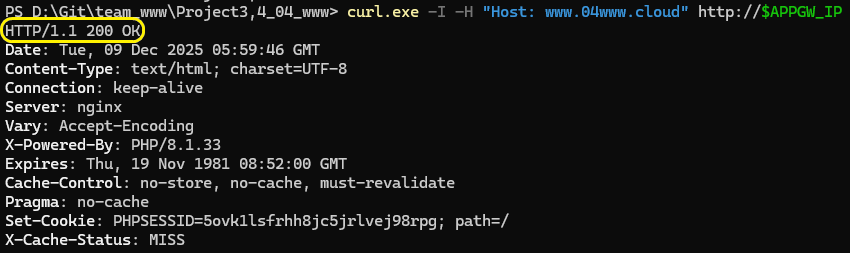 PS D:\Git\team_www\Project3,4_04_www> curl.exe -I -H "Host: www.04www.cloud" http://$APPGW_IP
HTTP/1.1 200 OK
Date: Tue, 09 Dec 2025 05:59:46 GMT
Content-Type: text/html; charset=UTF-8
Connection: keep-alive
Server: nginx
Vary: Accept-Encoding
X-Powered-By: PHP/8.1.33
Expires: Thu, 19 Nov 1981 08:52:00 GMT
Cache-Control: no-store, no-cache, must-revalidate
Pragma: no-cache
Set-Cookie: PHPSESSID=5ovk1lsfrhh8jc5jrlvej98rpg; path=/
X-Cache-Status: MISS